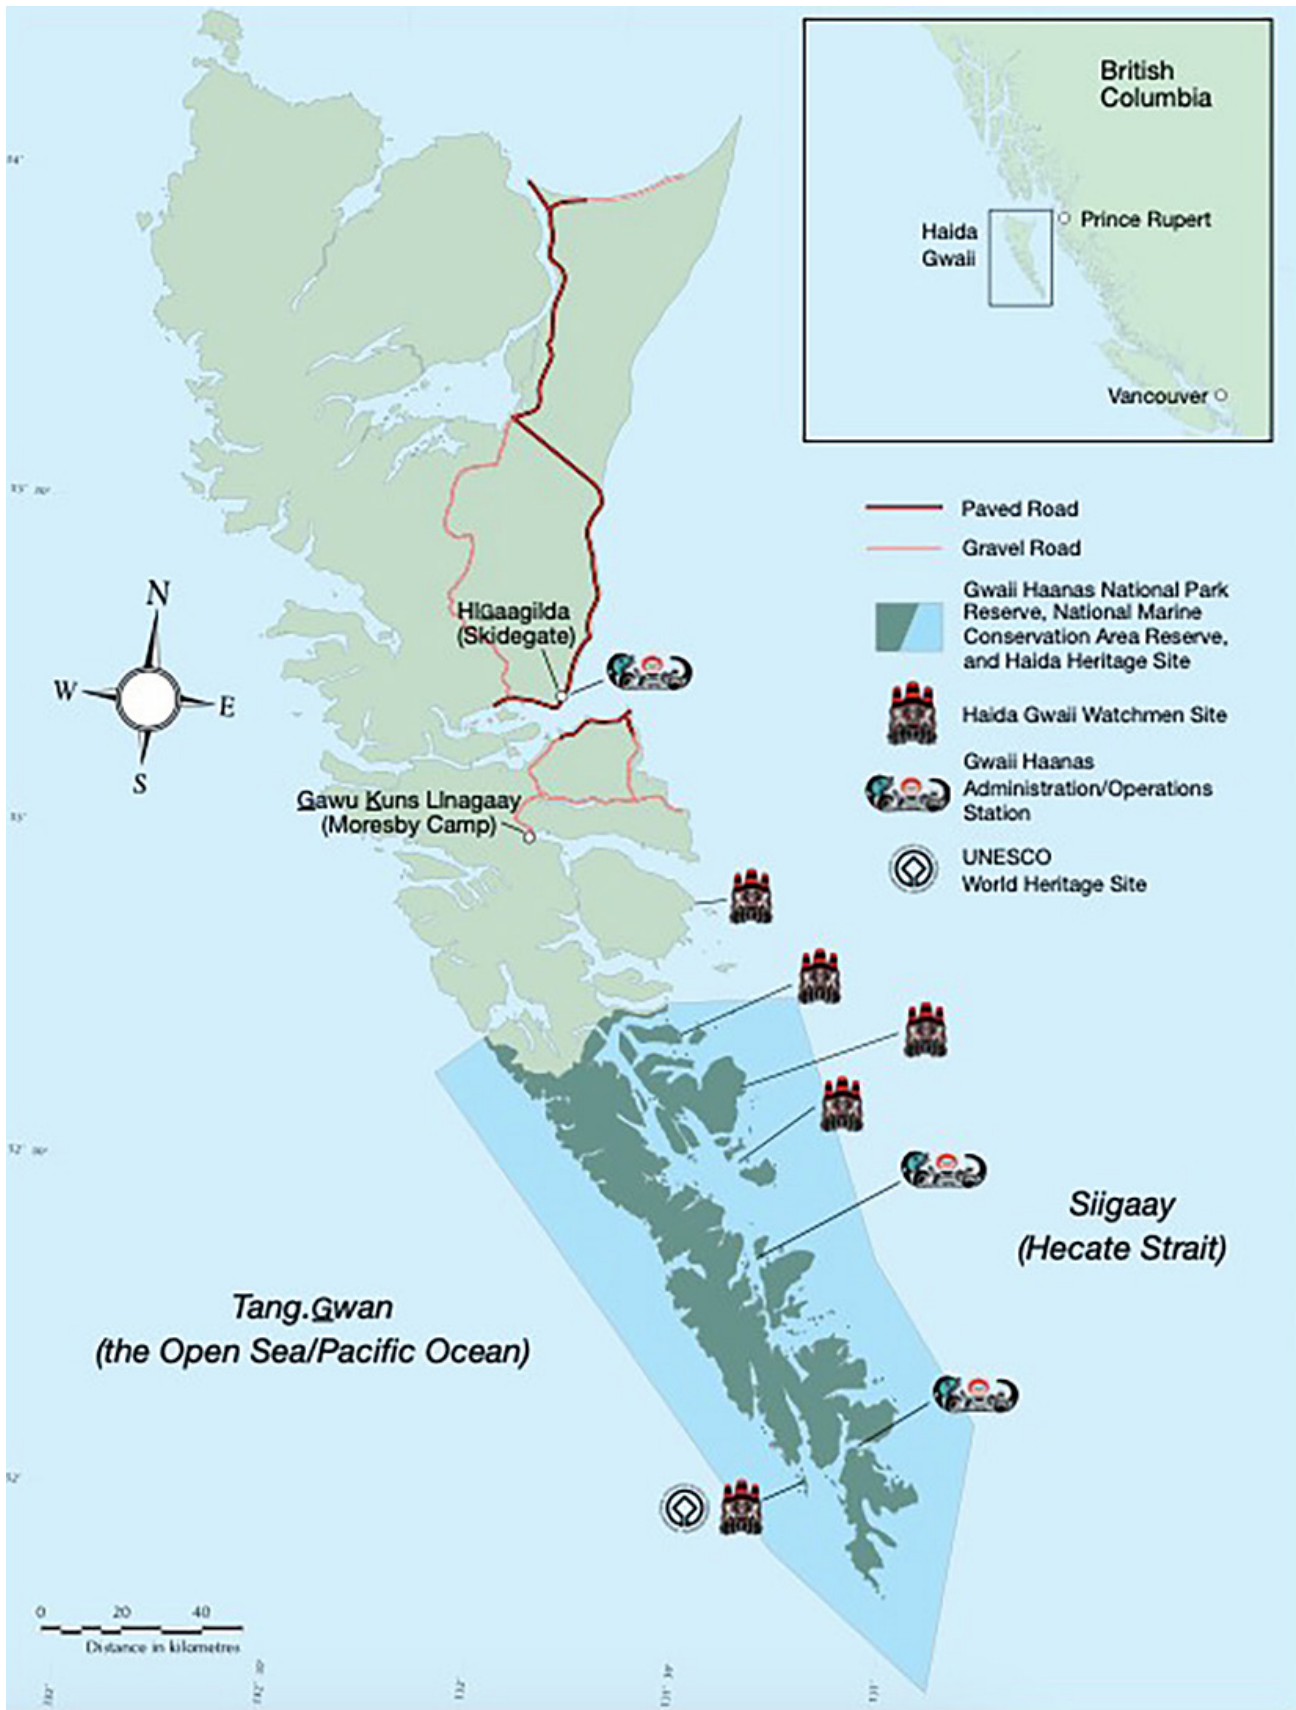 British
Columbia
Prince Rupert
Haida
Gwaii
Vancouver
Paved Road
Gravel Road
Gwaii Haanas National Park
Reserve, National Marine
Conservation Area Reserve,
and Haida Heritage Site
Haida Gwaii Watchmen Site
Gwaii Haanas
Administration/Operations
Station
UNESCO
World Heritage Site
N
W
E
S
HlGaagilda
(Skidegate)
Gawu Kuns Llnagaay
(Moresby Camp)
Siigaay
(Hecate Strait)
Tang.Gwan
(the Open Sea/Pacific Ocean)
0 20 40
Distance in kilometres
132°
131°